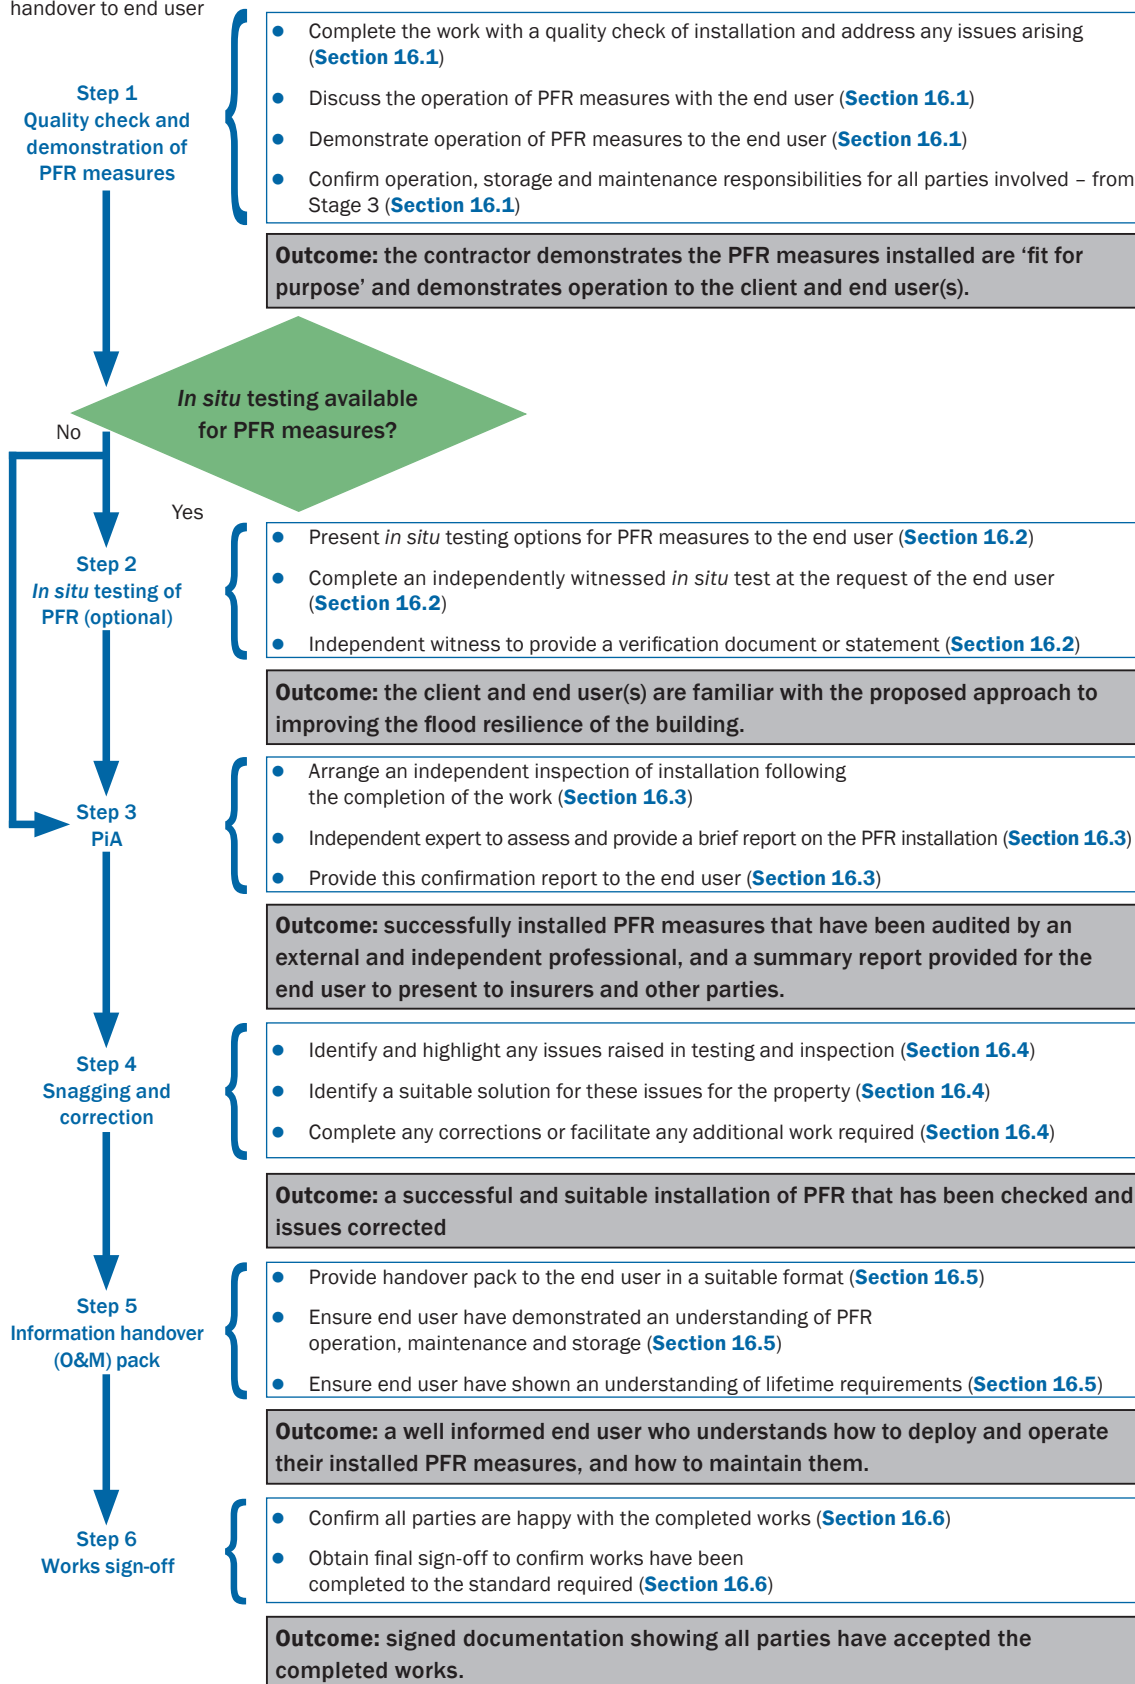 handover to end user
Step 1
Quality check and
demonstration of
PFR measures
● Complete the work with a quality check of installation and address any issues arising
(Section 16.1)
● Discuss the operation of PFR measures with the end user (Section 16.1)
● Demonstrate operation of PFR measures to the end user (Section 16.1)
● Confirm operation, storage and maintenance responsibilities for all parties involved – from
Stage 3 (Section 16.1)
Outcome: the contractor demonstrates the PFR measures installed are ‘fit for
purpose’ and demonstrates operation to the client and end user(s).
In situ testing available
for PFR measures?
No
Yes
Step 2
In situ testing of
PFR (optional)
● Present in situ testing options for PFR measures to the end user (Section 16.2)
● Complete an independently witnessed in situ test at the request of the end user
(Section 16.2)
● Independent witness to provide a verification document or statement (Section 16.2)
Outcome: the client and end user(s) are familiar with the proposed approach to
improving the flood resilience of the building.
Step 3
PiA
● Arrange an independent inspection of installation following
the completion of the work (Section 16.3)
● Independent expert to assess and provide a brief report on the PFR installation (Section 16.3)
● Provide this confirmation report to the end user (Section 16.3)
Outcome: successfully installed PFR measures that have been audited by an
external and independent professional, and a summary report provided for the
end user to present to insurers and other parties.
Step 4
Snagging and
correction
● Identify and highlight any issues raised in testing and inspection (Section 16.4)
● Identify a suitable solution for these issues for the property (Section 16.4)
● Complete any corrections or facilitate any additional work required (Section 16.4)
Outcome: a successful and suitable installation of PFR that has been checked and
issues corrected
Step 5
Information handover
(O&M) pack
● Provide handover pack to the end user in a suitable format (Section 16.5)
● Ensure end user have demonstrated an understanding of PFR
operation, maintenance and storage (Section 16.5)
● Ensure end user have shown an understanding of lifetime requirements (Section 16.5)
Outcome: a well informed end user who understands how to deploy and operate
their installed PFR measures, and how to maintain them.
Step 6
Works sign-off
● Confirm all parties are happy with the completed works (Section 16.6)
● Obtain final sign-off to confirm works have been
completed to the standard required (Section 16.6)
Outcome: signed documentation showing all parties have accepted the
completed works.